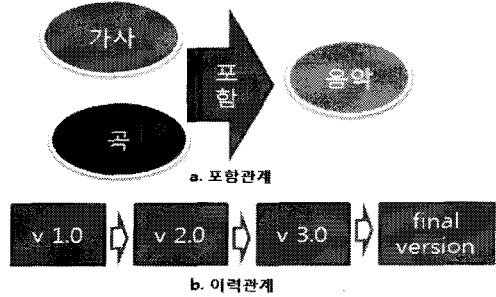 가사
포
함
음악
곡
a. 포함관계
v 1.0
v 2.0
v 3.0
final
version
b. 이력관계